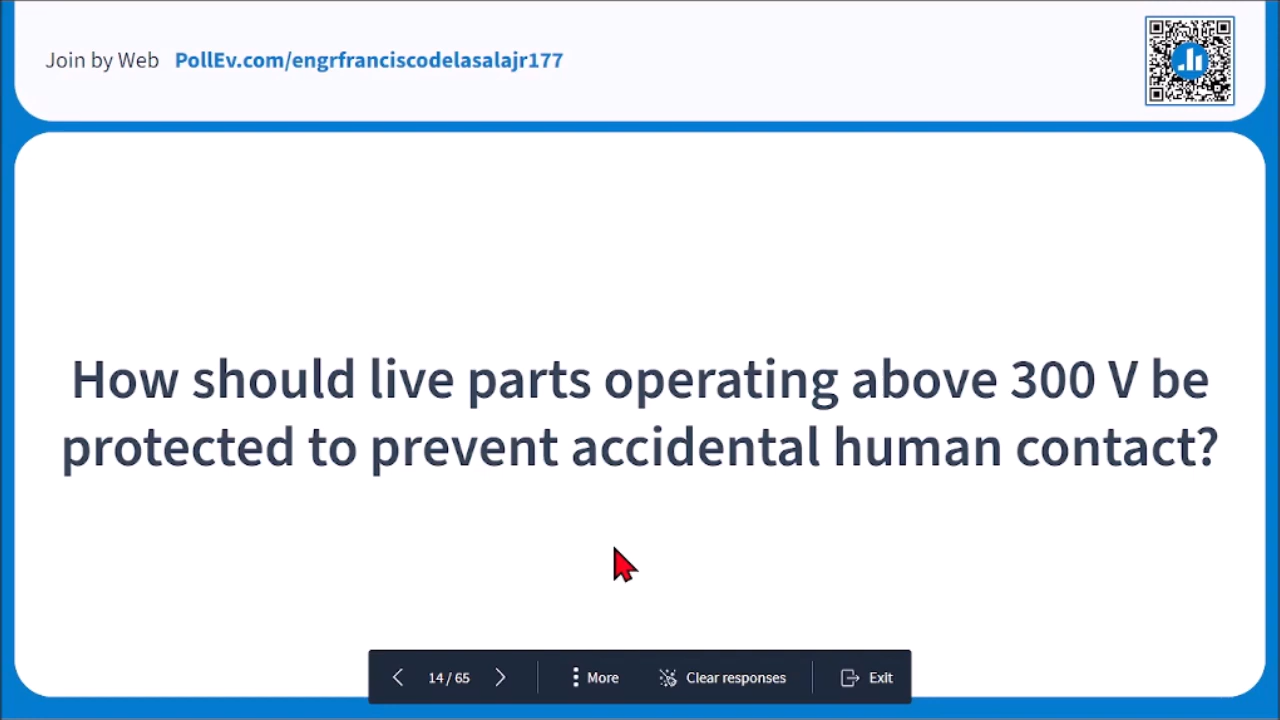 Join by Web PollEv.com/engrfranciscodelasalajr177
How should live parts operating above 300 V be
protected to prevent accidental human contact?
14 / 65 More Clear responses Exit